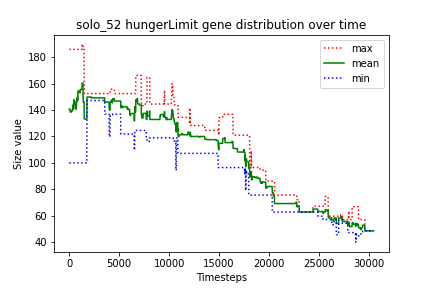 solo_52 hungerLimit gene distribution over time
max
mean
min
Size value
180
160
140
120
100
80
60
40
0 5000 10000 15000 20000 25000 30000
Timesteps